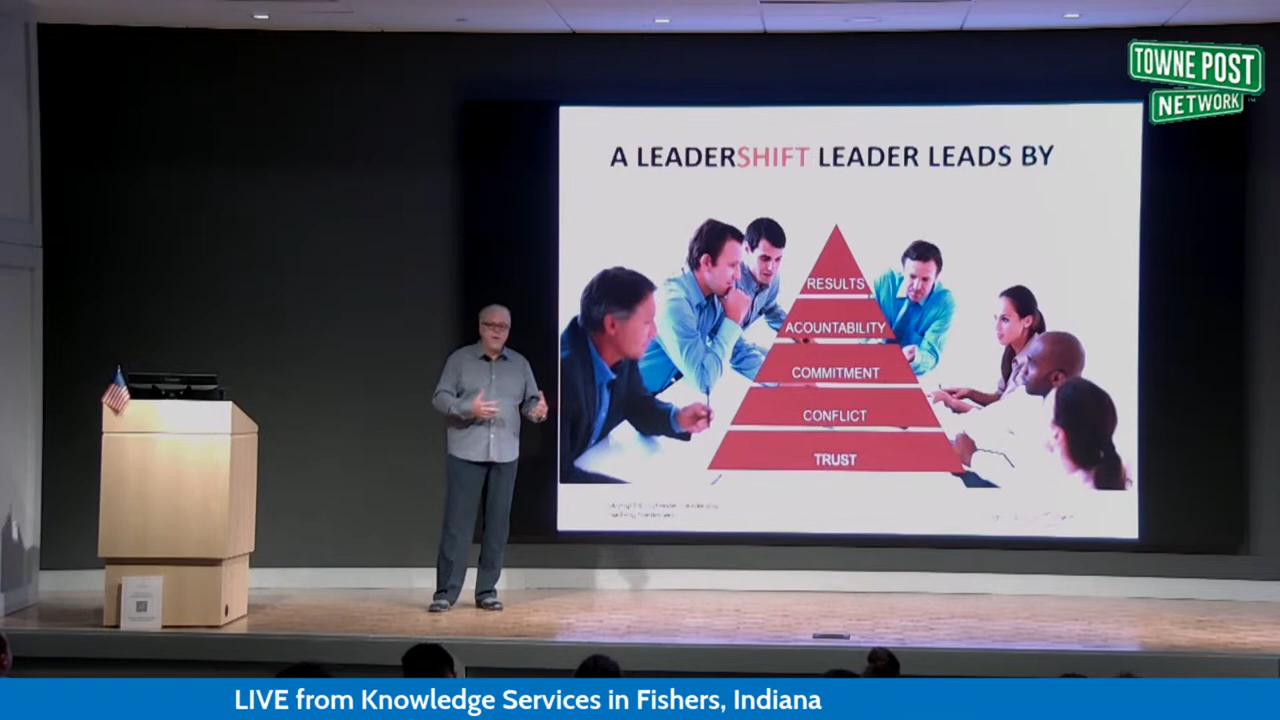 TOWNE POST
NETWORK
A LEADERSHIFT LEADER LEADS BY
RESULTS
ACOUNTABILITY
COMMITMENT
CONFLICT
TRUST
LIVE from Knowledge Services in Fishers, Indiana